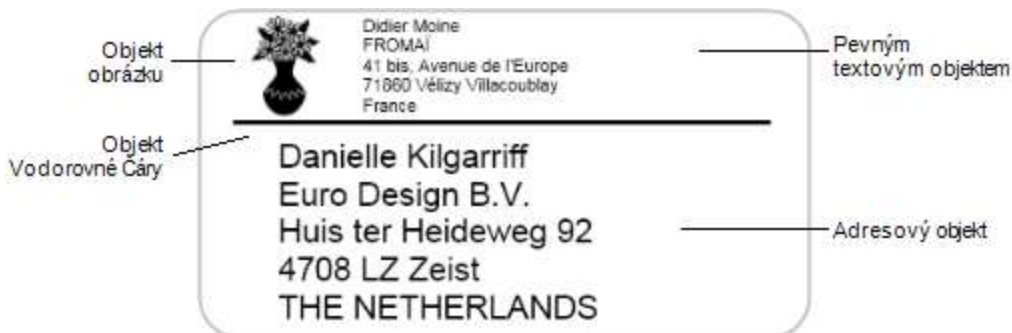 Objekt
obrázku
Didier Moine
FROMAÏ
41 bis, Avenue de l'Europe
71860 Vélizy Villacoublay
France
Pevným
textovým objektem
Objekt
Vodorovné Čáry
Danielle Kilgarriff
Euro Design B.V.
Huis ter Heideweg 92
4708 LZ Zeist
THE NETHERLANDS
Adresový objekt